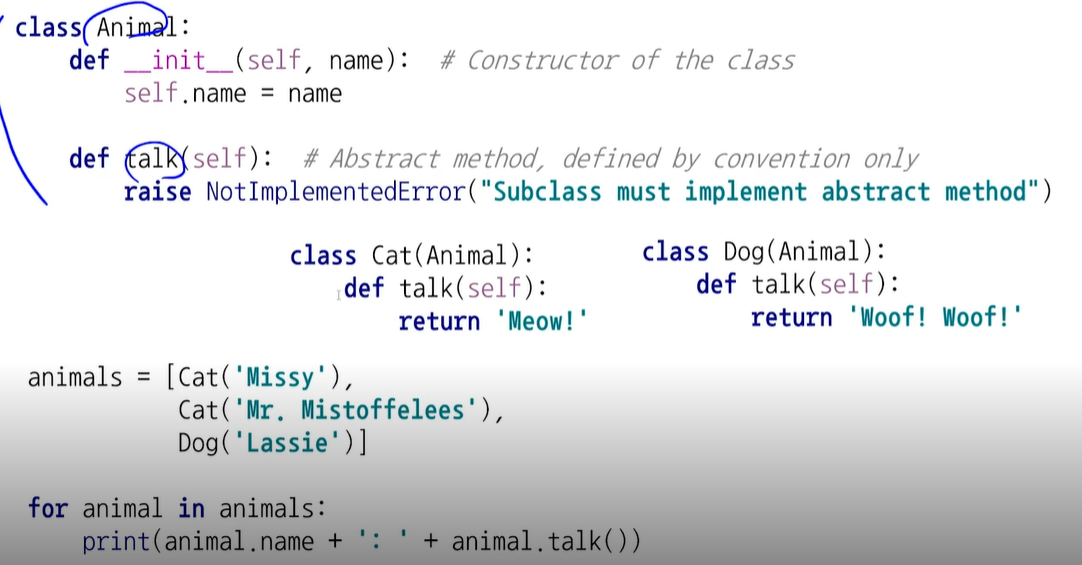 class Animal:
    def __init__(self, name):  # Constructor of the class
        self.name = name
    def talk(self):  # Abstract method, defined by convention only
        raise NotImplementedError("Subclass must implement abstract method")
class Cat(Animal):
    def talk(self):
        return 'Meow!'
class Dog(Animal):
    def talk(self):
        return 'Woof! Woof!'
animals = [Cat('Missy'),
           Cat('Mr. Mistoffelees'),
           Dog('Lassie')]
for animal in animals:
    print(animal.name + ': ' + animal.talk())